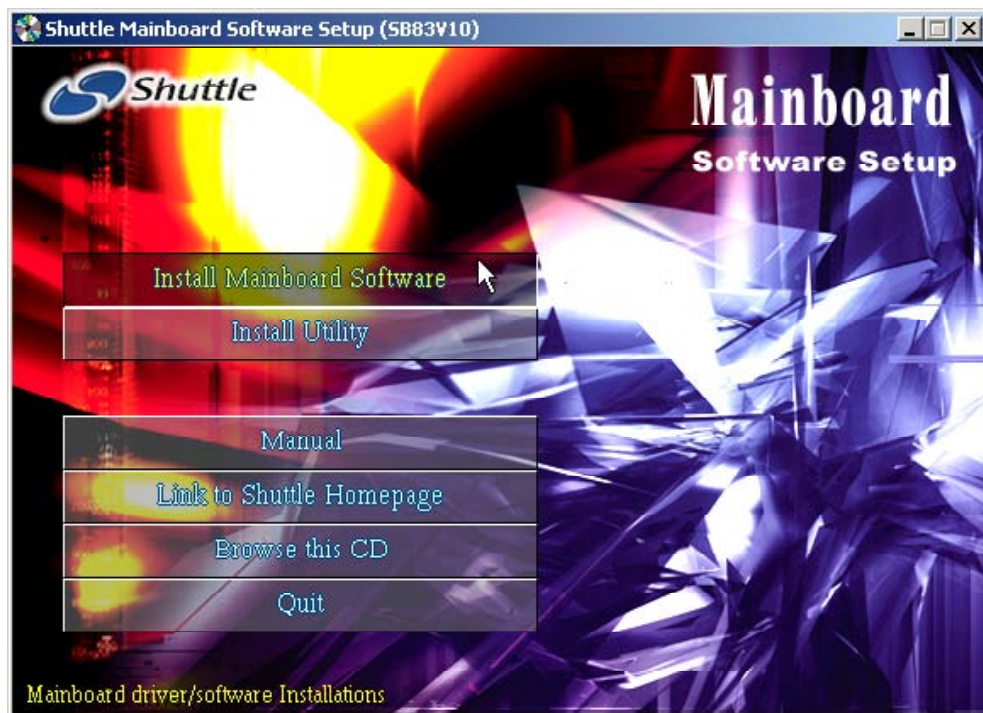 Shuttle Mainboard Software Setup (SB83V10)
Shuttle
Mainboard
Software Setup
Install Mainboard Software
Install Utility
Manual
Link to Shuttle Homepage
Browse this CD
Quit
Mainboard driver/software Installations